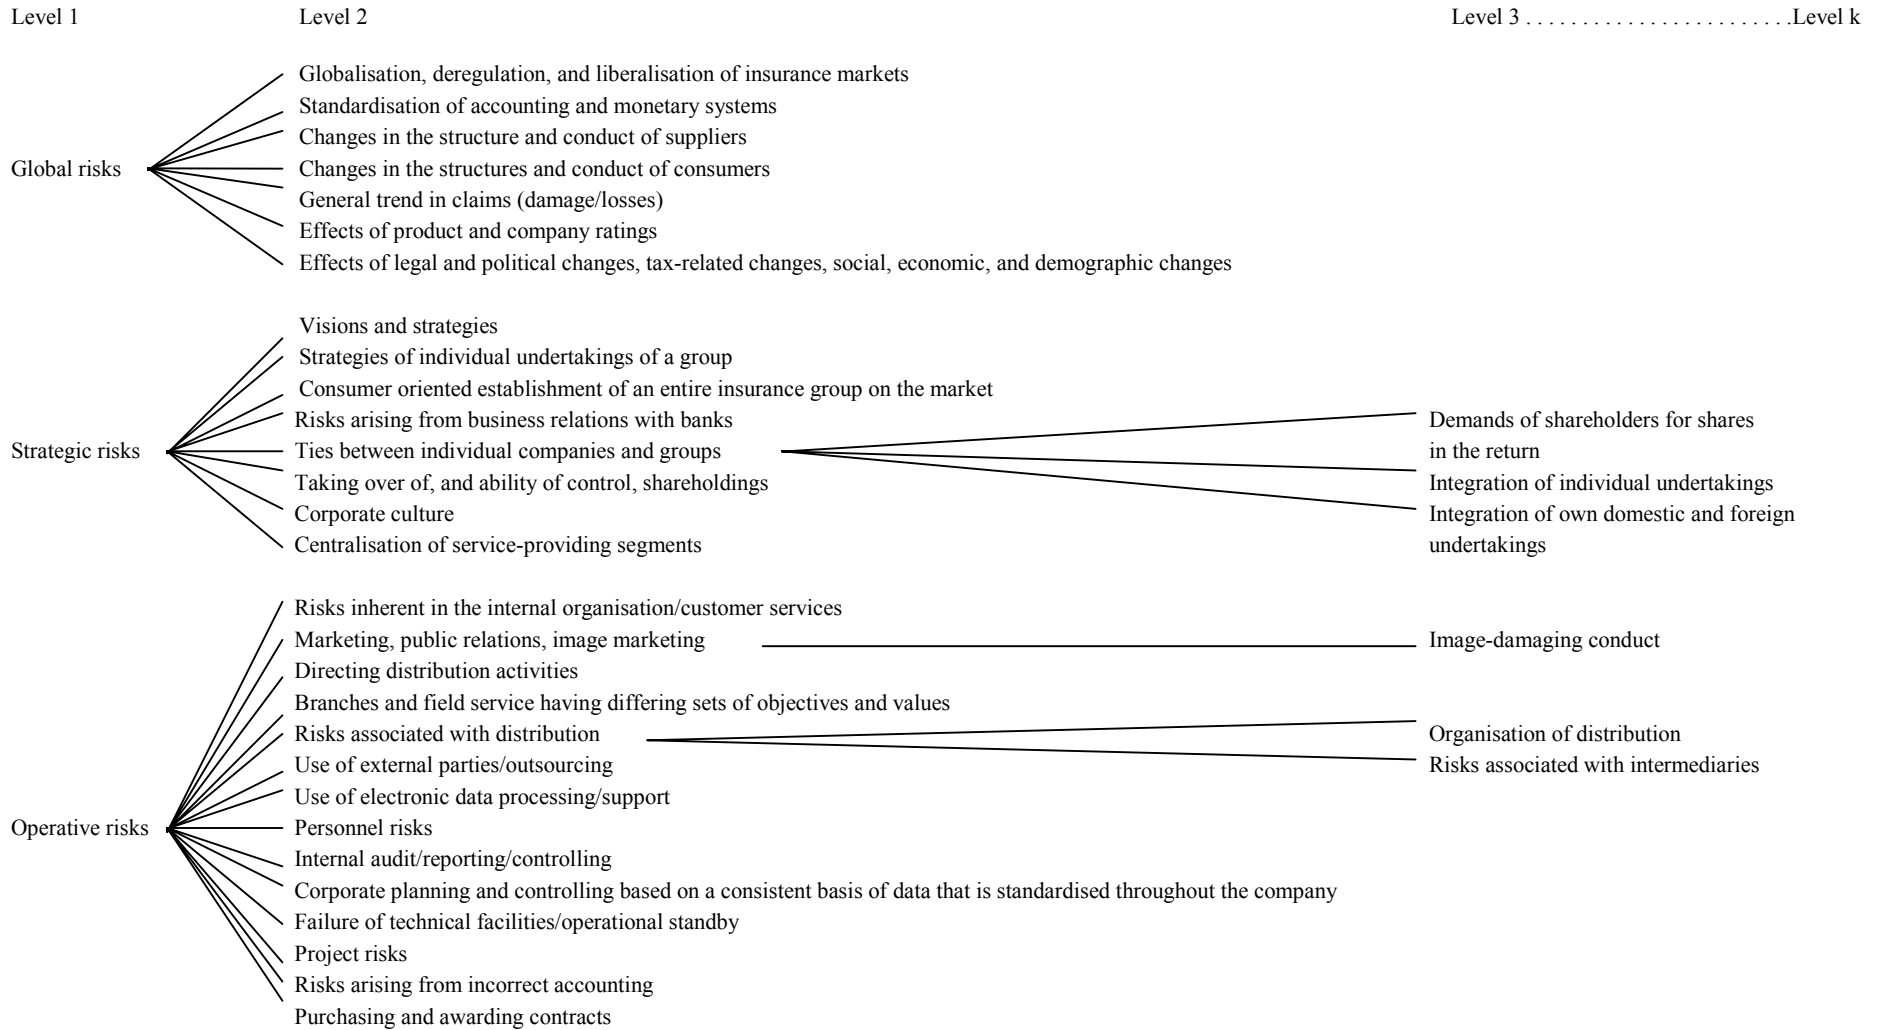 Level 1 Level 2 Level 3 . . . . . . . . . . . . . . . . . . . . . . . .Level k
Globalisation, deregulation, and liberalisation of insurance markets
Standardisation of accounting and monetary systems
Changes in the structure and conduct of suppliers
Global risks Changes in the structures and conduct of consumers
General trend in claims (damage/losses)
Effects of product and company ratings
Effects of legal and political changes, tax-related changes, social, economic, and demographic changes
Visions and strategies
Strategies of individual undertakings of a group
Consumer oriented establishment of an entire insurance group on the market
Risks arising from business relations with banks Demands of shareholders for shares
Strategic risks Ties between individual companies and groups in the return
Taking over of, and ability of control, shareholdings Integration of individual undertakings
Corporate culture Integration of own domestic and foreign
Centralisation of service-providing segments undertakings
Risks inherent in the internal organisation/customer services
Marketing, public relations, image marketing Image-damaging conduct
Directing distribution activities
Branches and field service having differing sets of objectives and values
Risks associated with distribution Organisation of distribution
Use of external parties/outsourcing Risks associated with intermediaries
Use of electronic data processing/support
Operative risks Personnel risks
Internal audit/reporting/controlling
Corporate planning and controlling based on a consistent basis of data that is standardised throughout the company
Failure of technical facilities/operational standby
Project risks
Risks arising from incorrect accounting
Purchasing and awarding contracts